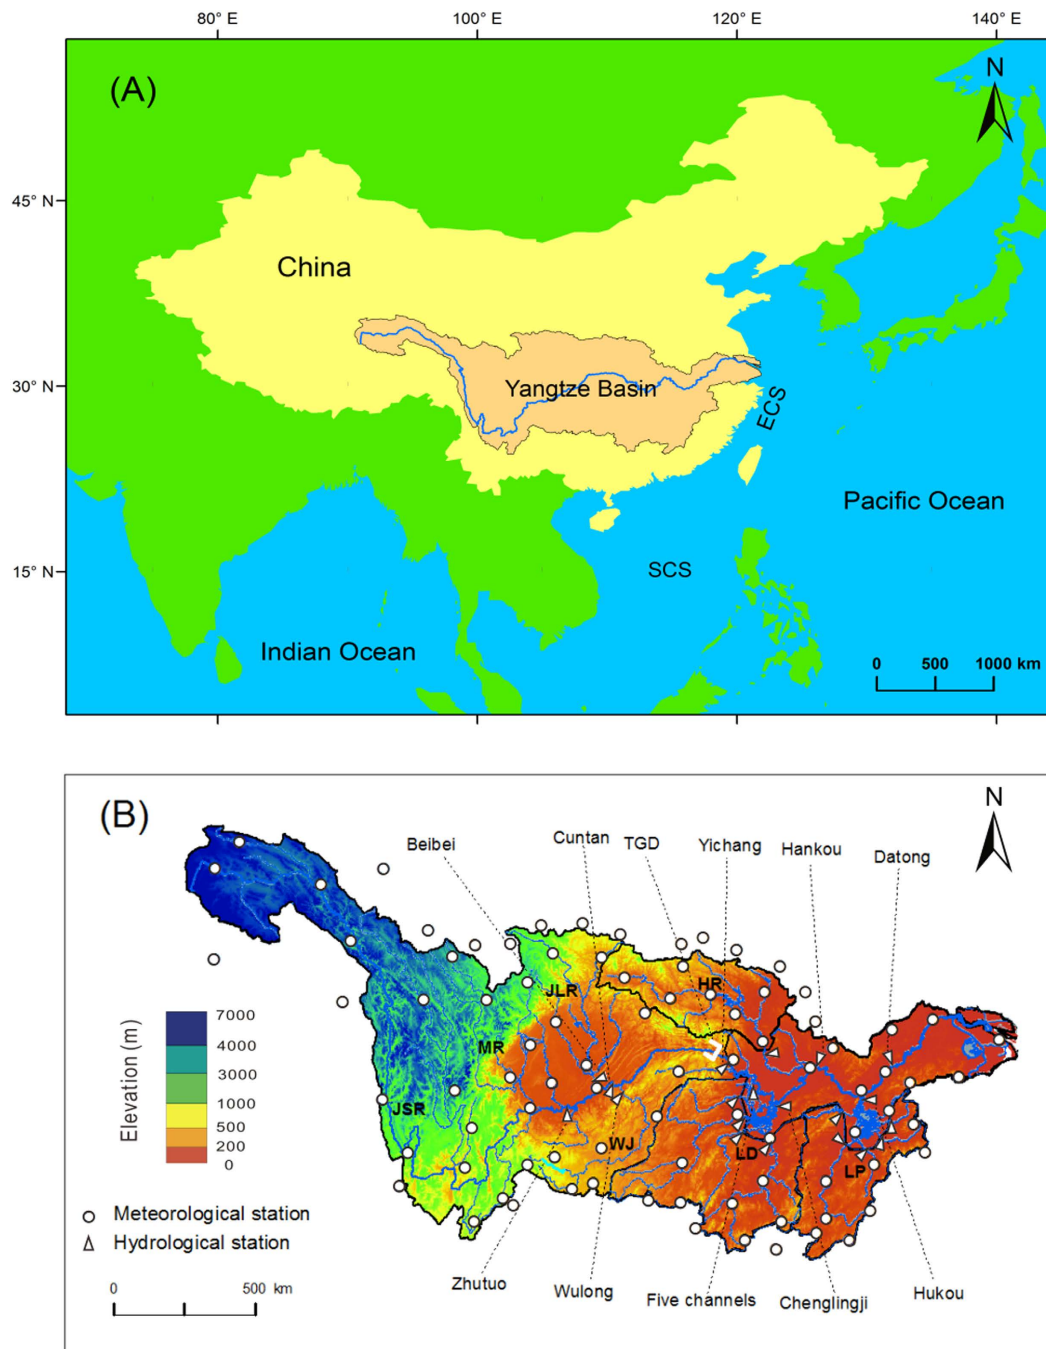 80° E 100° E 120° E 140° E
(A)
N
45° N
China
30° N
Yangtze Basin
ECS
Pacific Ocean
15° N
SCS
Indian Ocean
0 500 1000 km
(B)
N
Beibei Cuntan TGD Yichang Hankou Datong
HR
JLR
MR
JSR
WJ
LD
LP
Elevation (m)
7000
4000
3000
1000
500
200
0
Meteorological station
Hydrological station
0 500 km
Zhutuo Wulong Five channels Chenglingji Hukou